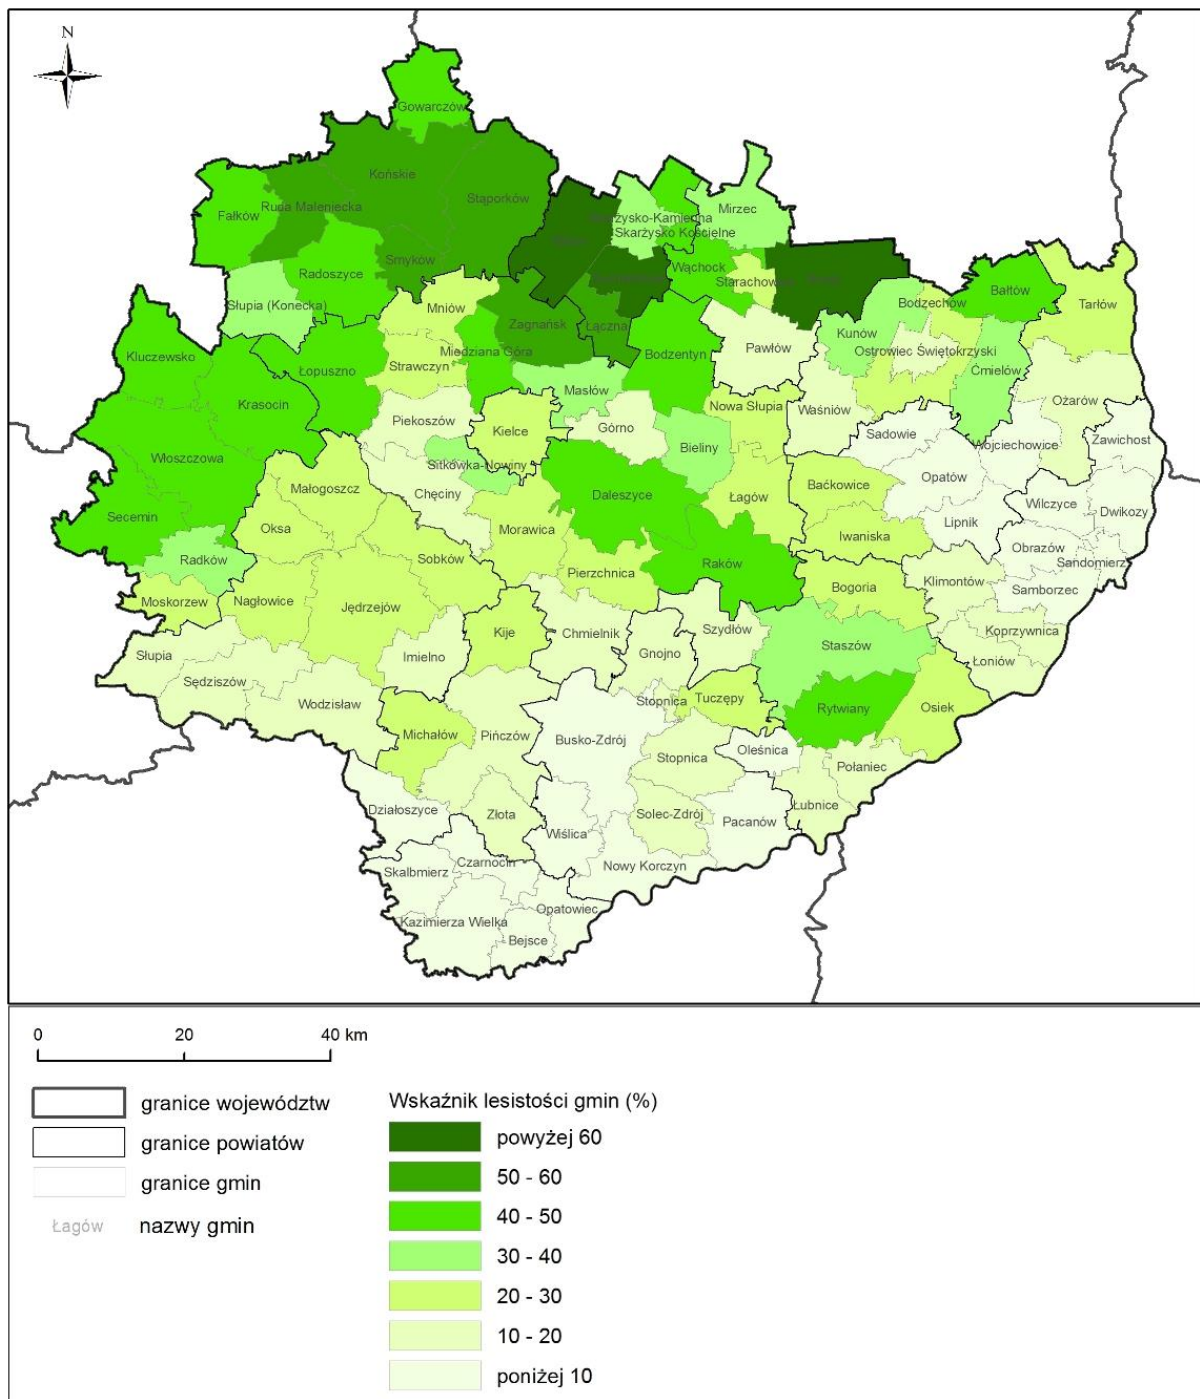 N
Gowarczów
Końskie
Stąporków
Ruda Maleniecka
Fałków
Mirzec
Skarżysko-Kamienna
Skarżysko Kościelne
Smyków
Radoszyce
Wąchock
Starachowice
Słupia (Konecka)
Mniów
Zagnańsk
Łączna
Bodzechów
Bałtów
Tarłów
Kunów
Pawłów
Ostrowiec Świętokrzyski
Miedziana Góra
Bodzentyn
Kluczewsko
Łopuszno
Strawczyn
Masłów
Ćmielów
Krasocin
Piekoszów
Kielce
Górno
Nowa Słupia
Waśniów
Ożarów
Sadowie
Wojciechowice
Zawichost
Bieliny
Włoszczowa
Sitkówka-Nowiny
Małogoszcz
Chęciny
Daleszyce
Łagów
Baćkowice
Opatów
Wilczyce
Dwikozy
Secemin
Oksa
Morawica
Iwaniska
Lipnik
Obrazów
Sandomierz
Radków
Sobków
Pierzchnica
Raków
Bogoria
Klimontów
Samborzec
Moskorzew
Nagłowice
Jędrzejów
Kije
Chmielnik
Szydłów
Koprzywnica
Słupia
Imielno
Gnojno
Staszów
Łoniów
Sędziszów
Wodzisław
Stopnica
Tuczępy
Rytwiany
Osiek
Michałów
Pińczów
Busko-Zdrój
Stopnica
Oleśnica
Połaniec
Działoszyce
Złota
Wiślica
Solec-Zdrój
Pacanów
Łubnice
Skalbmierz
Czarnocin
Nowy Korczyn
Kazimierza Wielka
Opatowiec
Bejsce
0 20 40 km
granice województw
granice powiatów
granice gmin
Łagów nazwy gmin
Wskaźnik lesistości gmin (%)
powyżej 60
50 - 60
40 - 50
30 - 40
20 - 30
10 - 20
poniżej 10